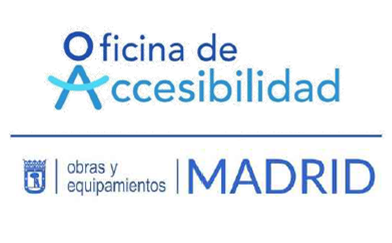 Oficina de
Accesibilidad
obras y
equipamientos
MADRID